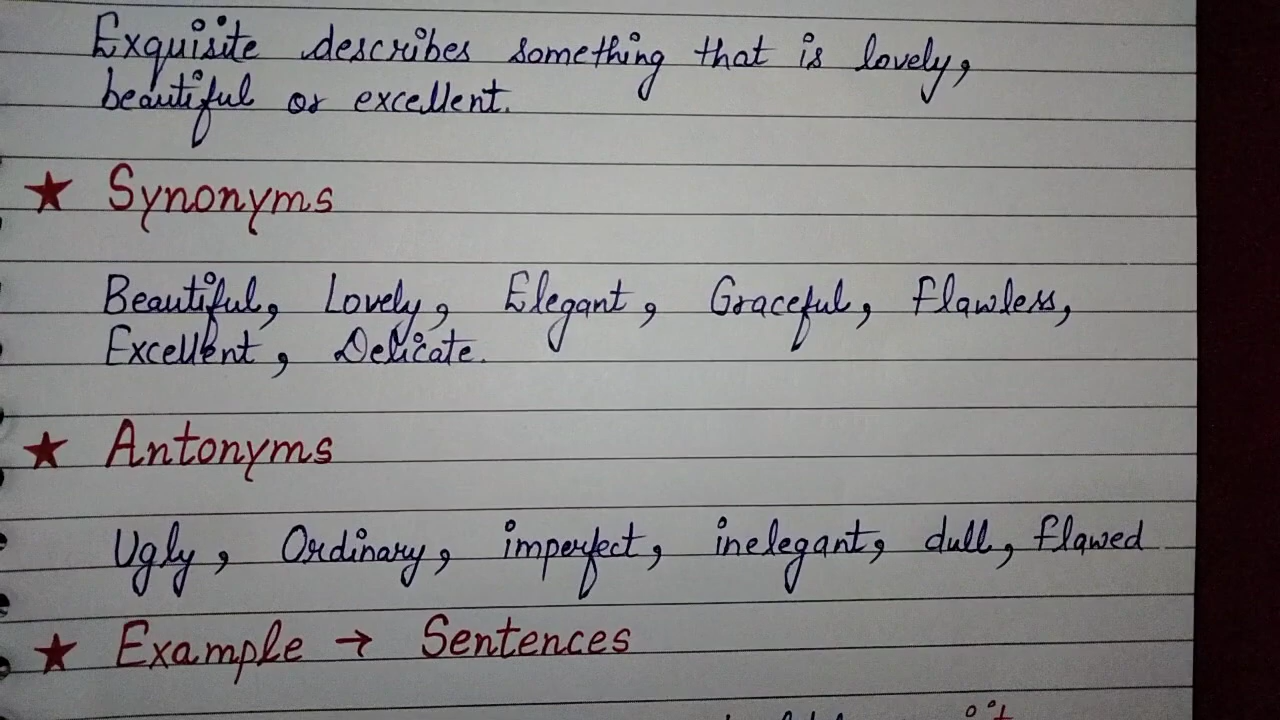 Exquisite describes something that is lovely,
beautiful or excellent.
★ Synonyms
Beautiful, Lovely, Elegant, Graceful, Flawless,
Excellent, Delicate.
★ Antonyms
Ugly, Ordinary, imperfect, inelegant, dull, flawed
★ Example → Sentences